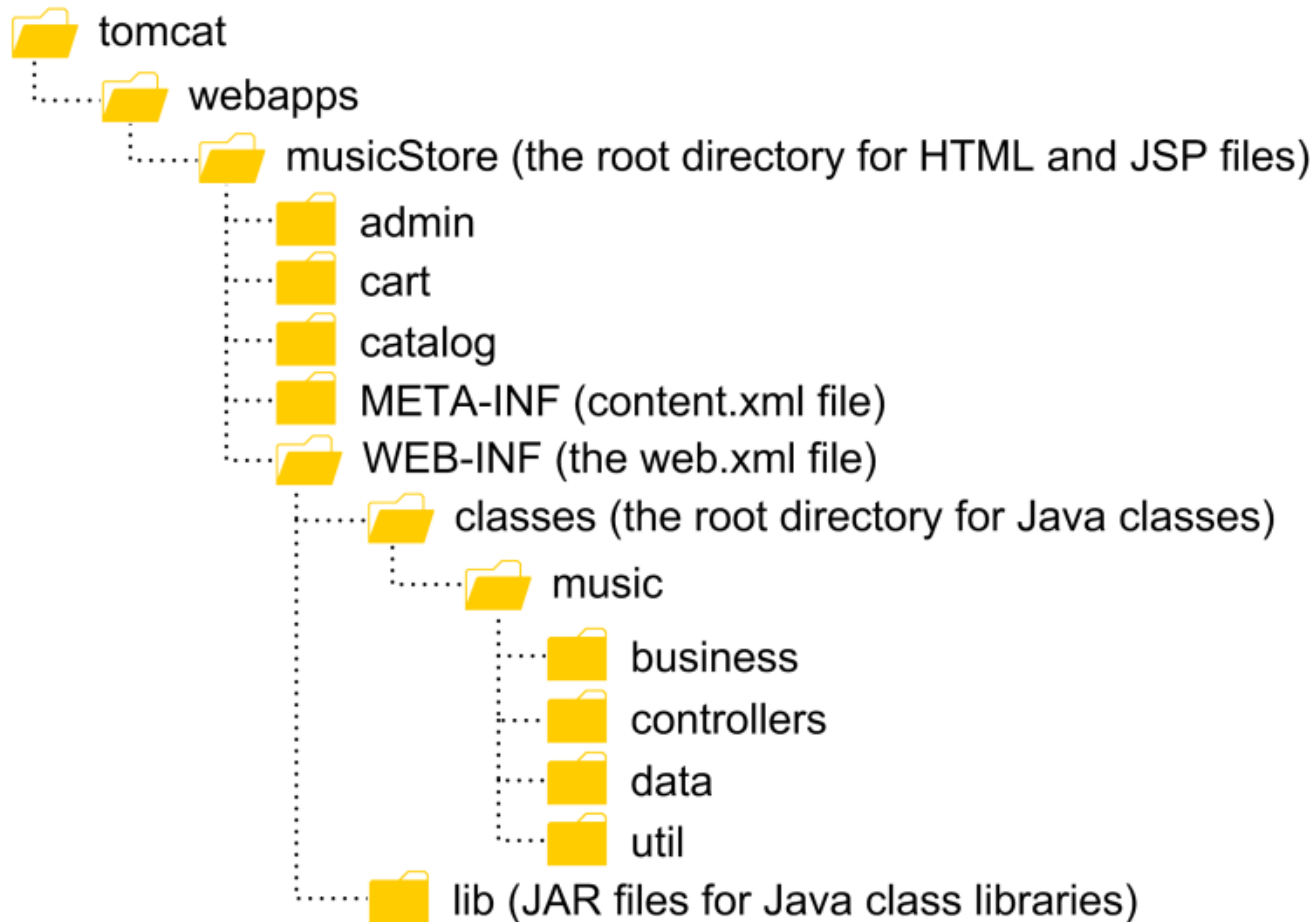 tomcat
webapps
musicStore (the root directory for HTML and JSP files)
admin
cart
catalog
META-INF (content.xml file)
WEB-INF (the web.xml file)
classes (the root directory for Java classes)
music
business
controllers
data
util
lib (JAR files for Java class libraries)